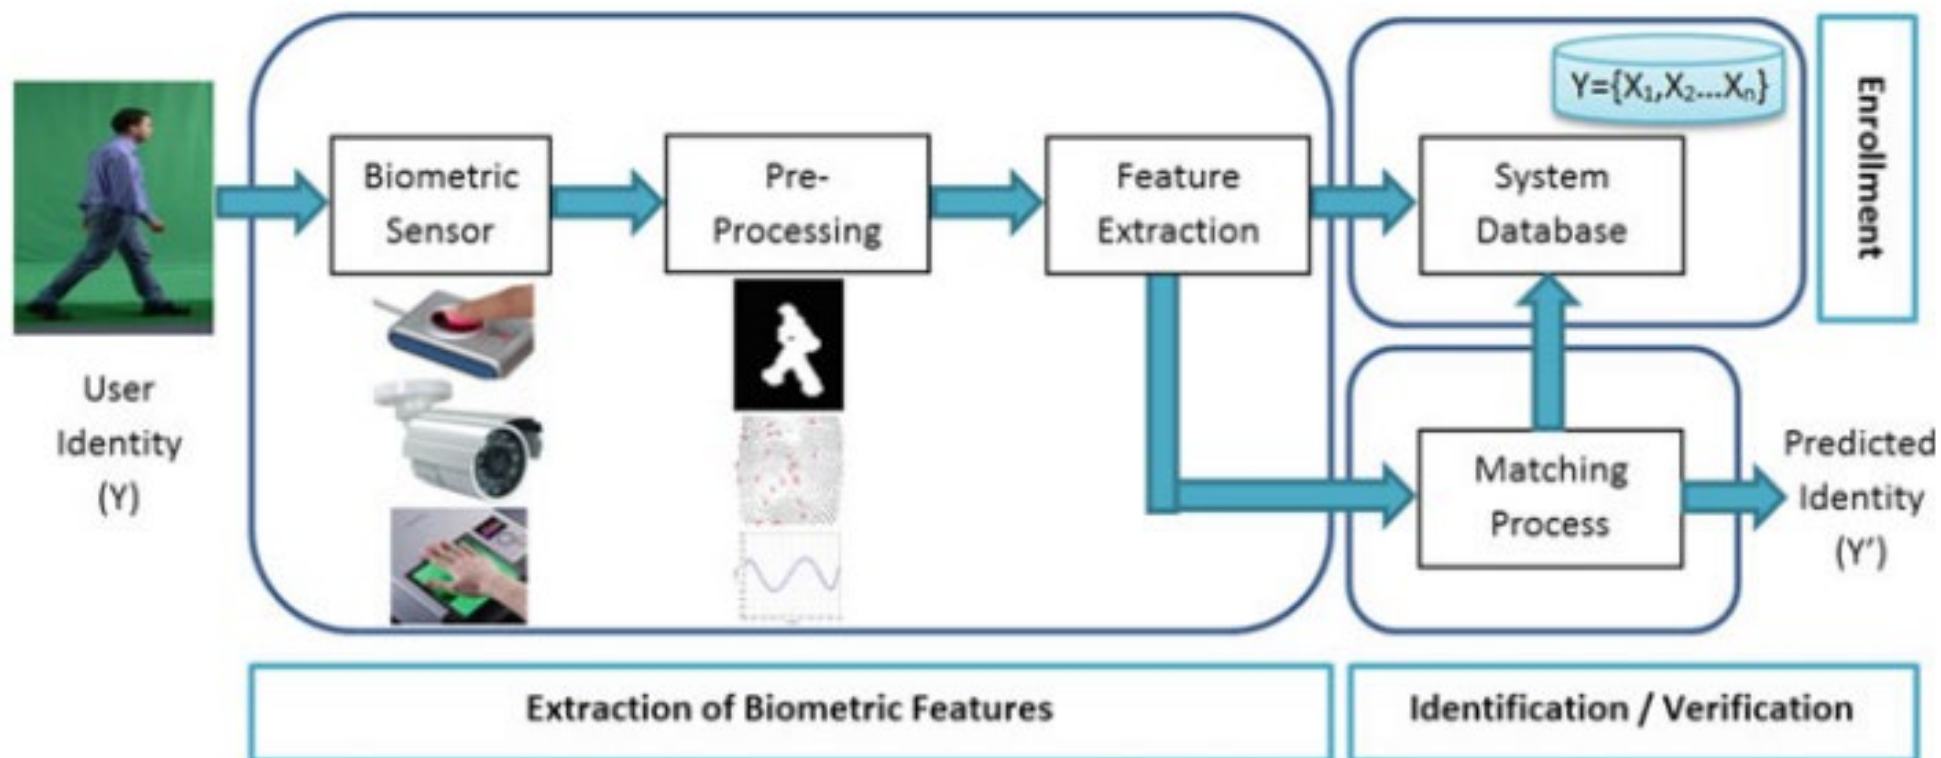 Y={X₁,X₂...Xₙ}
Enrollment
Biometric
Sensor
Pre-
Processing
Feature
Extraction
System
Database
User
Identity
(Y)
Matching
Process
Predicted
Identity
(Y’)
Extraction of Biometric Features
Identification / Verification